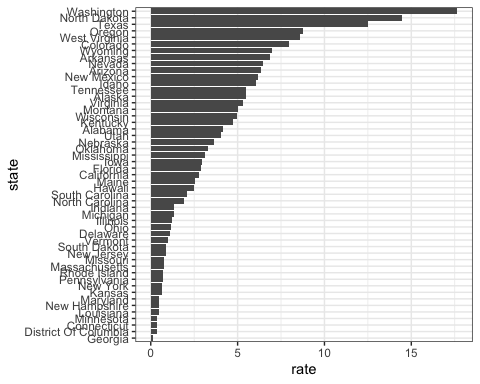 Washington
North Dakota
Texas
Oregon
West Virginia
Colorado
Wyoming
Arkansas
Nevada
Arizona
New Mexico
Idaho
Tennessee
Alaska
Virginia
Montana
Wisconsin
Kentucky
Alabama
Utah
Nebraska
Oklahoma
Mississippi
Iowa
Florida
California
Maine
Hawaii
South Carolina
North Carolina
Indiana
Michigan
Illinois
Ohio
Delaware
Vermont
South Dakota
New Jersey
Missouri
Massachusetts
Rhode Island
Pennsylvania
New York
Kansas
Maryland
New Hampshire
Louisiana
Minnesota
Connecticut
District Of Columbia
Georgia
state
0 5 10 15
rate